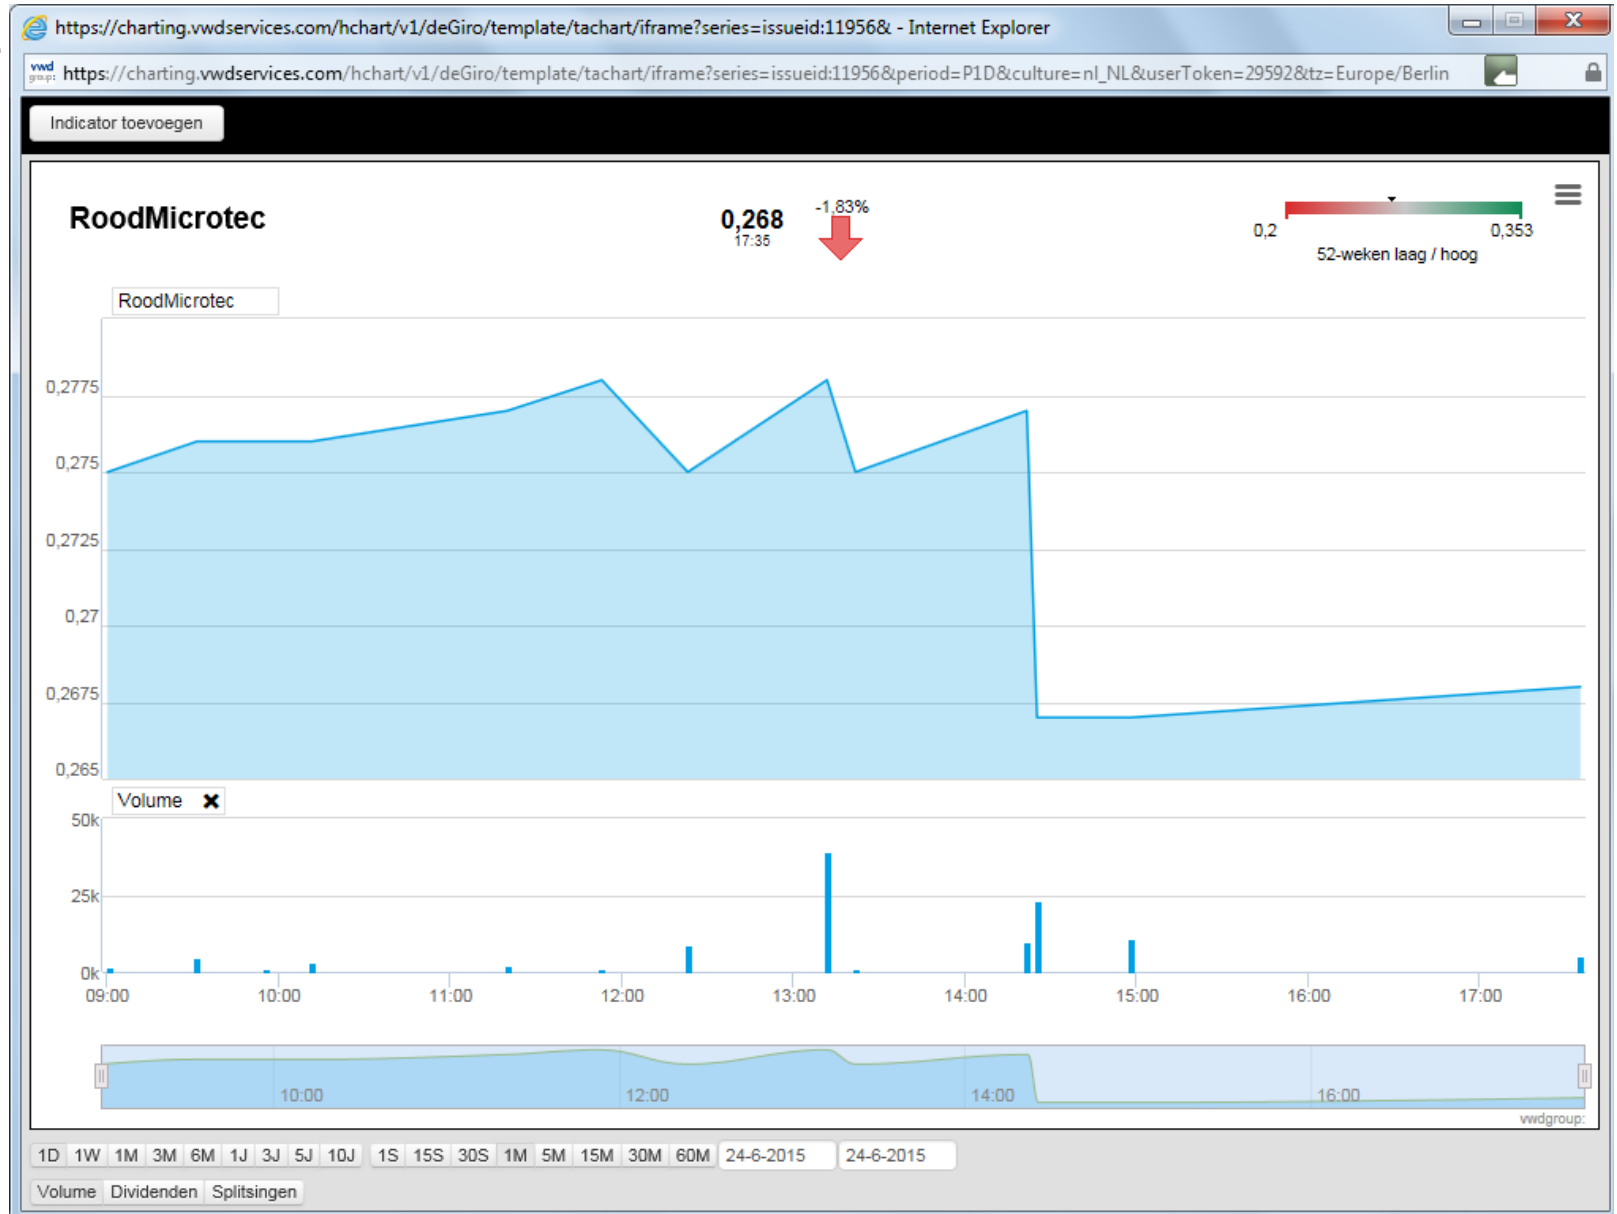 https://charting.vwdservices.com/hchart/v1/deGiro/template/tachart/iframe?series=issueid:11956& - Internet Explorer
vwd group: https://charting.vwdservices.com/hchart/v1/deGiro/template/tachart/iframe?series=issueid:11956&period=P1D&culture=nl_NL&userToken=29592&tz=Europe/Berlin
Indicator toevoegen
RoodMicrotec
0,268
17:35
-1,83%
0,2 0,353
52-weken laag / hoog
RoodMicrotec
0,2775
0,275
0,2725
0,27
0,2675
0,265
Volume
50k
25k
0k
09:00 10:00 11:00 12:00 13:00 14:00 15:00 16:00 17:00
10:00 12:00 14:00 16:00
vwdgroup:
1D 1W 1M 3M 6M 1J 3J 5J 10J 1S 15S 30S 1M 5M 15M 30M 60M 24-6-2015 24-6-2015
Volume Dividenden Splitsingen